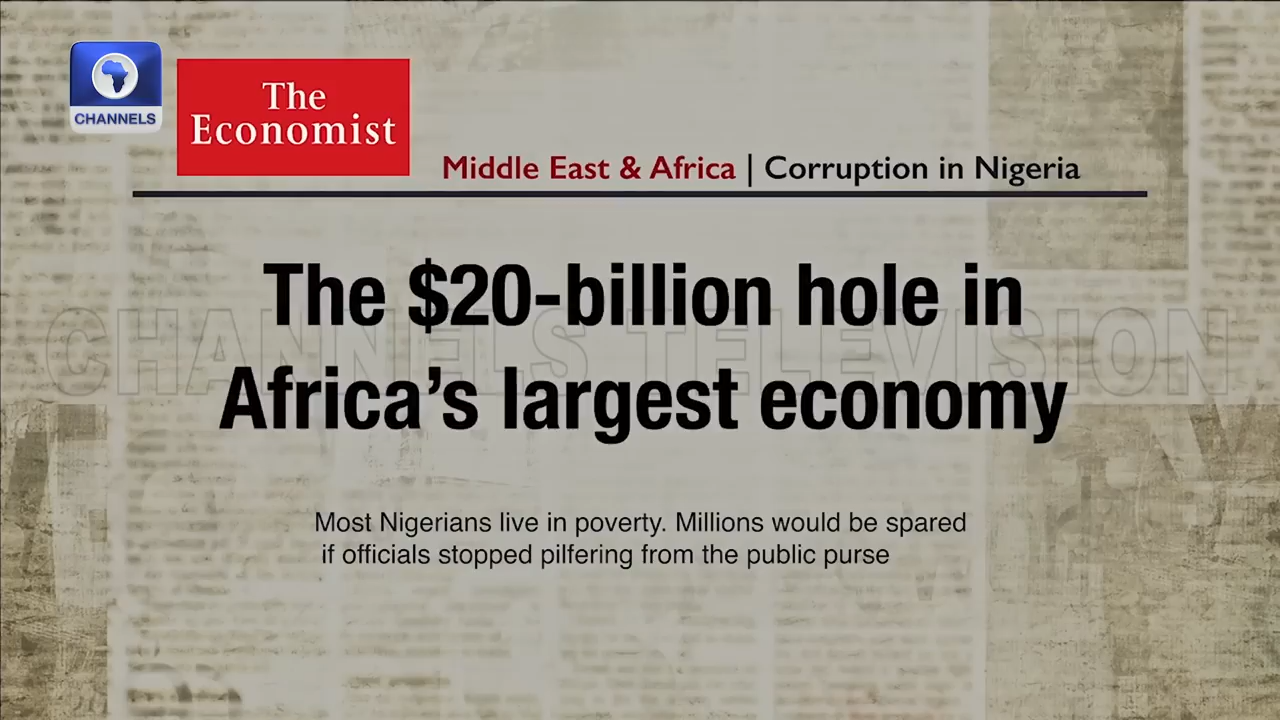 CHANNELS
The
Economist
Middle East & Africa | Corruption in Nigeria
The $20-billion hole in
Africa's largest economy
CHANNELS TELEVISION
Most Nigerians live in poverty. Millions would be spared
if officials stopped pilfering from the public purse